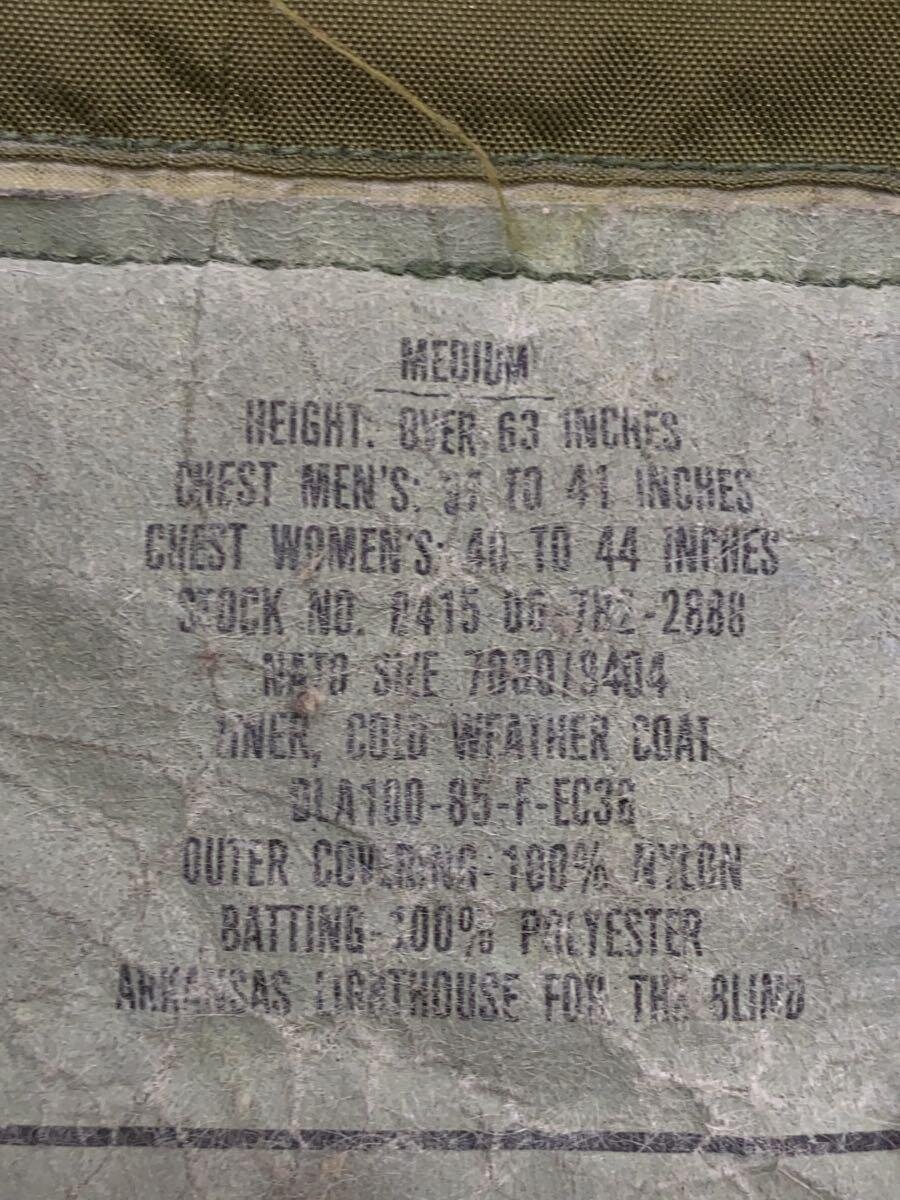 MEDIUM
HEIGHT: OVER 63 INCHES
CHEST MEN'S: 37 TO 41 INCHES
CHEST WOMEN'S: 40 TO 44 INCHES
STOCK NO. 8415 00 782-2888
NATO SIZE
LINER, COLD WEATHER COAT
DLA100-85-F-EC36
OUTER COVERING-100% NYLON
BATTING-100% POLYESTER
ARKANSAS LIGHTHOUSE FOR THE BLIND